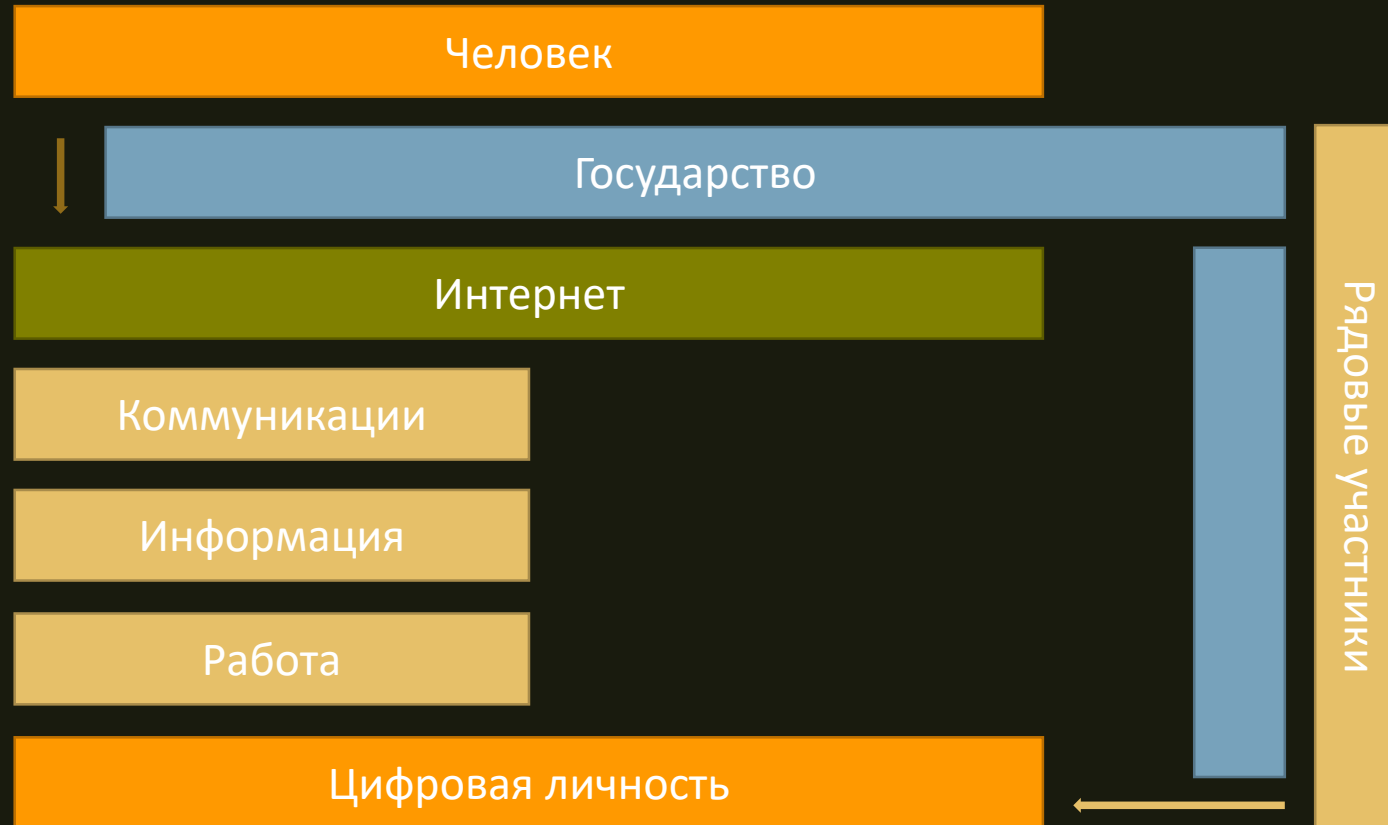 Человек
Государство
Интернет
Коммуникации
Информация
Работа
Цифровая личность
Рядовые участники